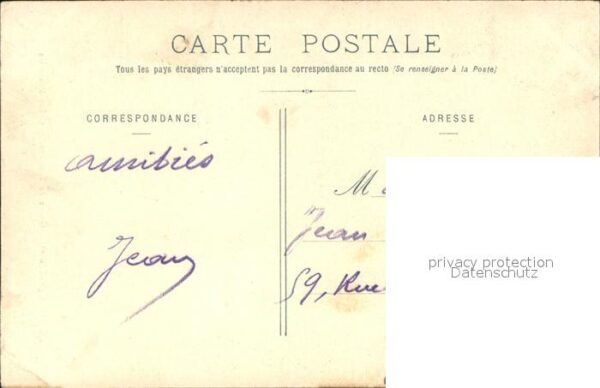 CARTE POSTALE
Tous les pays étrangers n'acceptent pas la correspondance au recto (Se renseigner à la Poste)
CORRESPONDANCE
ADRESSE
amitiés
Jean
M
Jean
59, Rue
privacy protection
Datenschutz